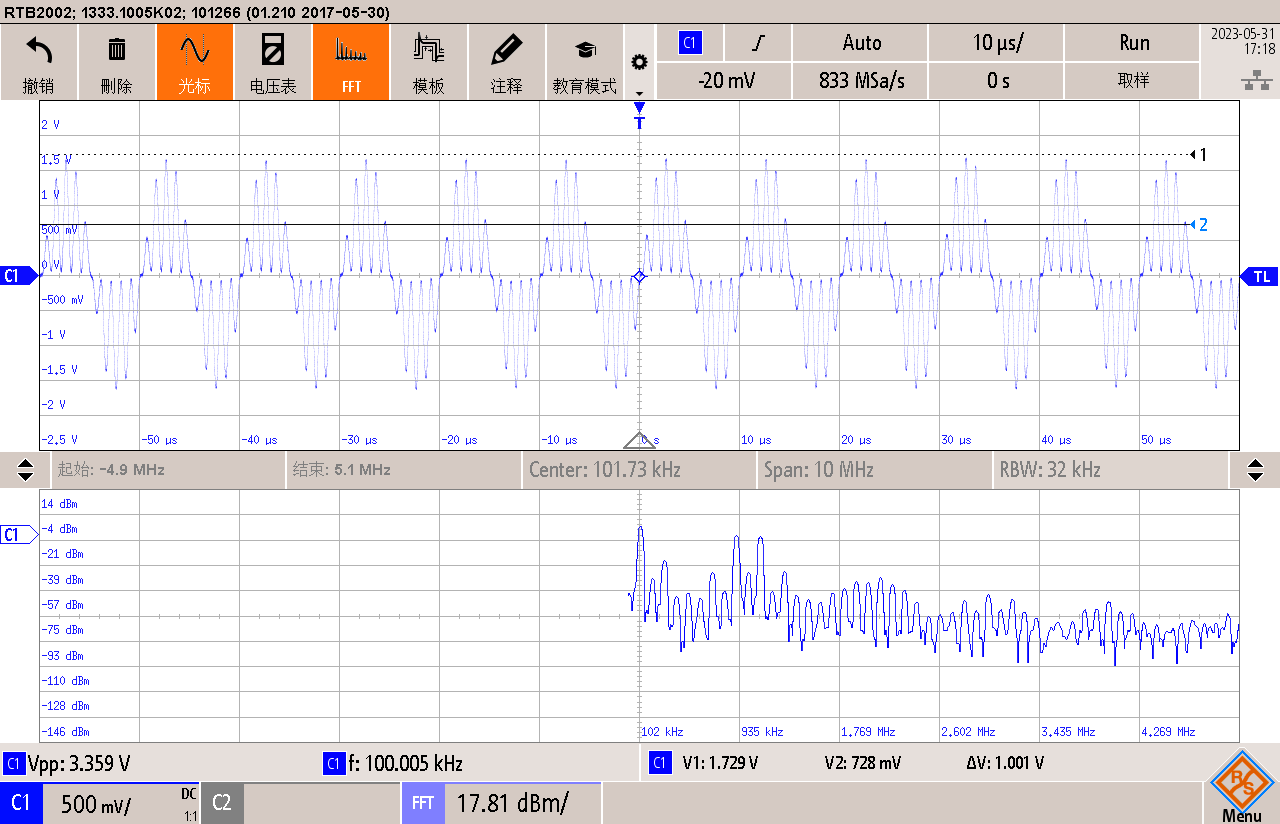 RTB2002; 1333.1005K02; 101266 (01.210 2017-05-30)
撤销 删除 光标 电压表 FFT 模板 注释 教育模式
C1 Auto 10 µs/ Run
-20 mV 833 MSa/s 0 s 取样
2023-05-31
17:18
T
2 V
1.5 V
1
1 V
500 mV
2
0 V
C1
TL
-500 mV
-1 V
-1.5 V
-2 V
-2.5 V -50 µs -40 µs -30 µs -20 µs -10 µs 0 s 10 µs 20 µs 30 µs 40 µs 50 µs
起始: -4.9 MHz 结束: 5.1 MHz Center: 101.73 kHz Span: 10 MHz RBW: 32 kHz
14 dBm
-4 dBm
C1
-21 dBm
-39 dBm
-57 dBm
-75 dBm
-93 dBm
-110 dBm
-128 dBm
-146 dBm 102 kHz 935 kHz 1,769 MHz 2,602 MHz 3,435 MHz 4,269 MHz
C1 Vpp: 3.359 V C1 f: 100.005 kHz C1 V1: 1.729 V V2: 728 mV ΔV: 1.001 V
C1 500 mV/ DC 1:1 C2 FFT 17.81 dBm/
R&S
Menu